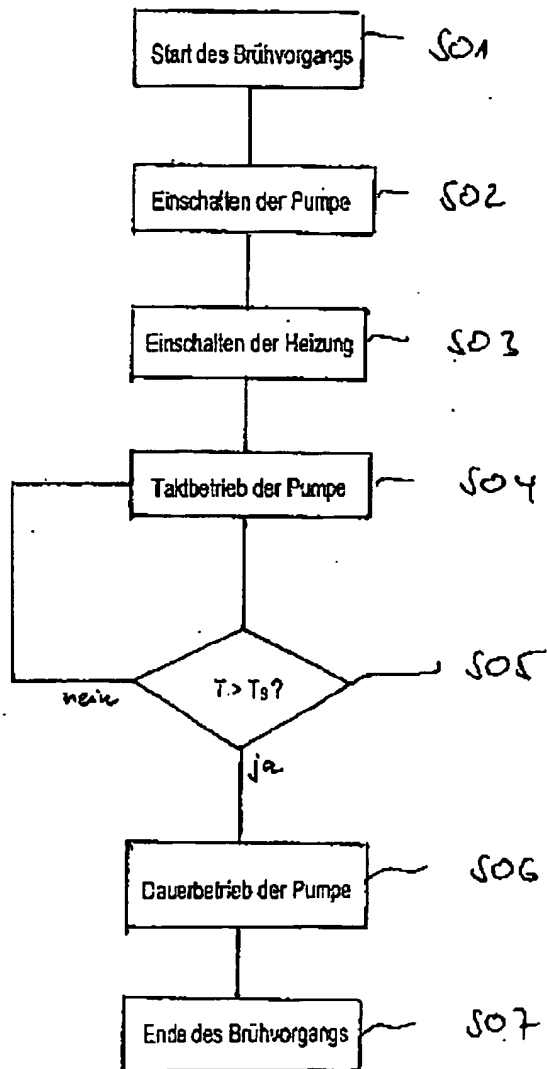 Start des Brühvorgangs S01
Einschalten der Pumpe S02
Einschalten der Heizung S03
Taktbetrieb der Pumpe S04
T > Ts? S05
nein
ja
Dauerbetrieb der Pumpe S06
Ende des Brühvorgangs S07